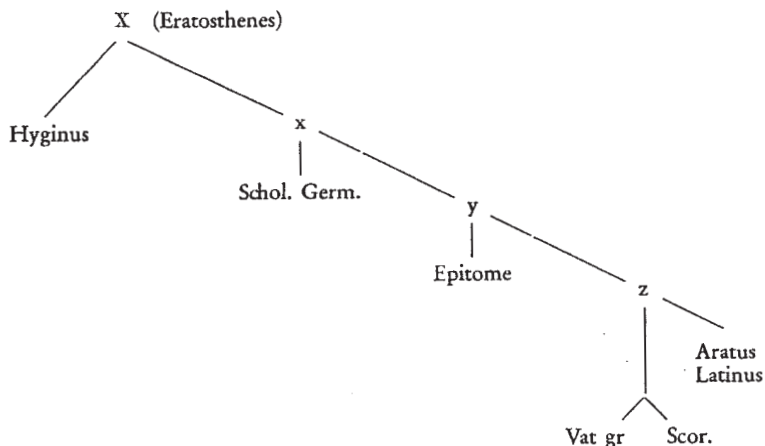 X (Eratosthenes)
Hyginus
x
Schol. Germ.
y
Epitome
z
Aratus
Latinus
Vat gr Scor.